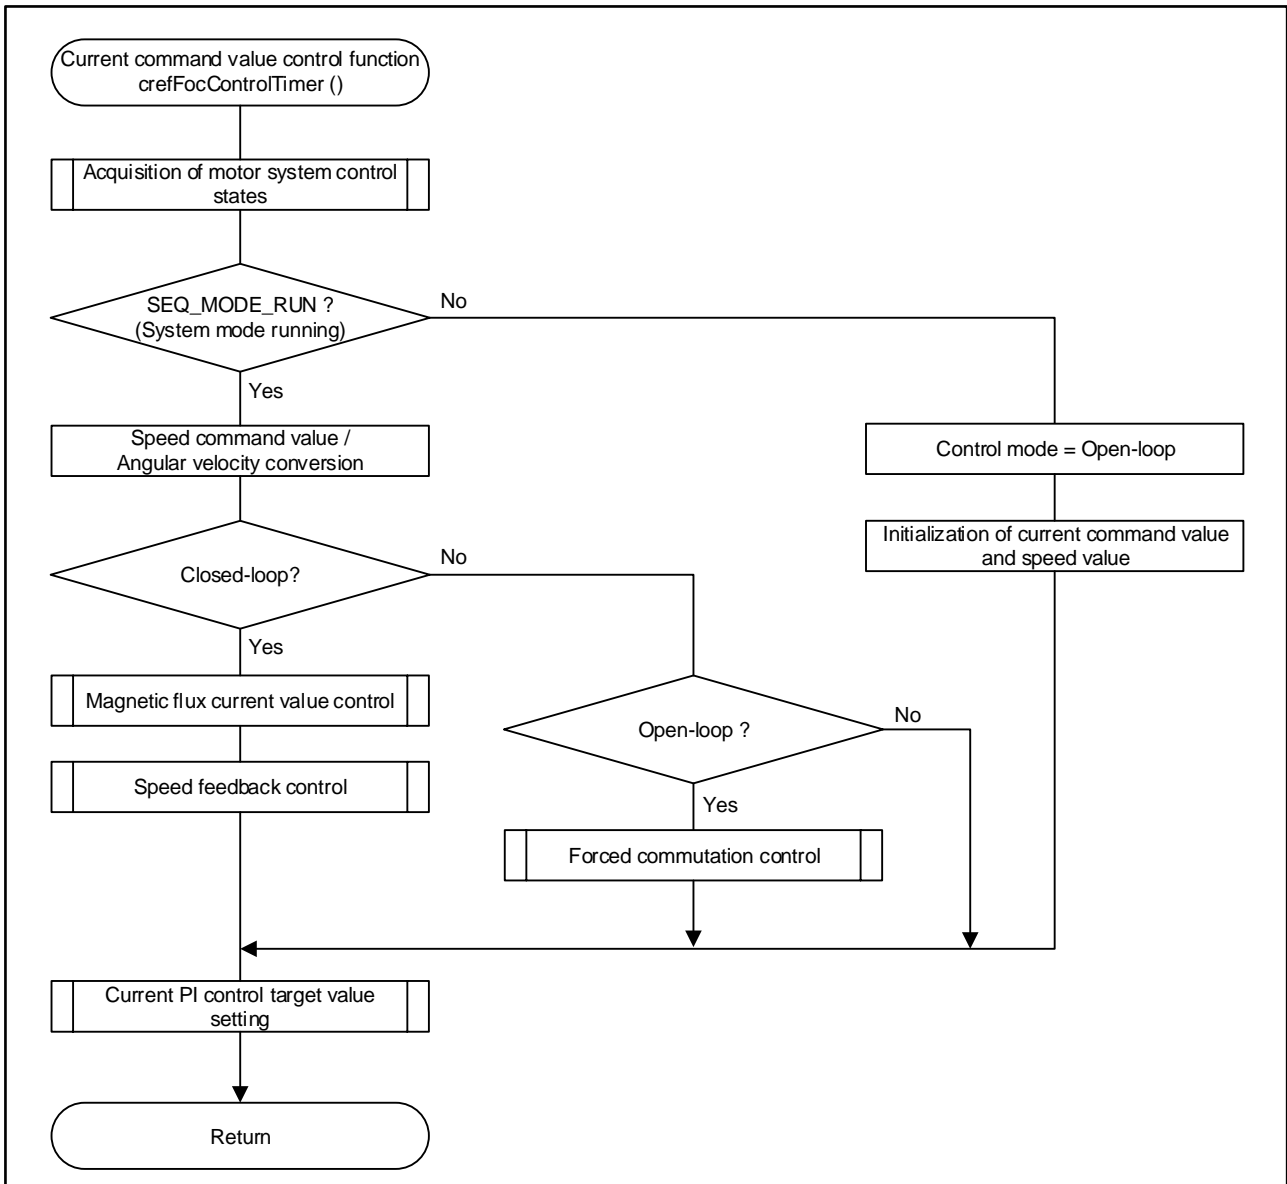 Current command value control function
crefFocControlTimer ()
Acquisition of motor system control
states
SEQ_MODE_RUN ?
(System mode running)
No
Yes
Speed command value /
Angular velocity conversion
Control mode = Open-loop
Initialization of current command value
and speed value
Closed-loop?
No
Yes
Magnetic flux current value control
Open-loop ?
No
Speed feedback control
Yes
Forced commutation control
Current PI control target value
setting
Return